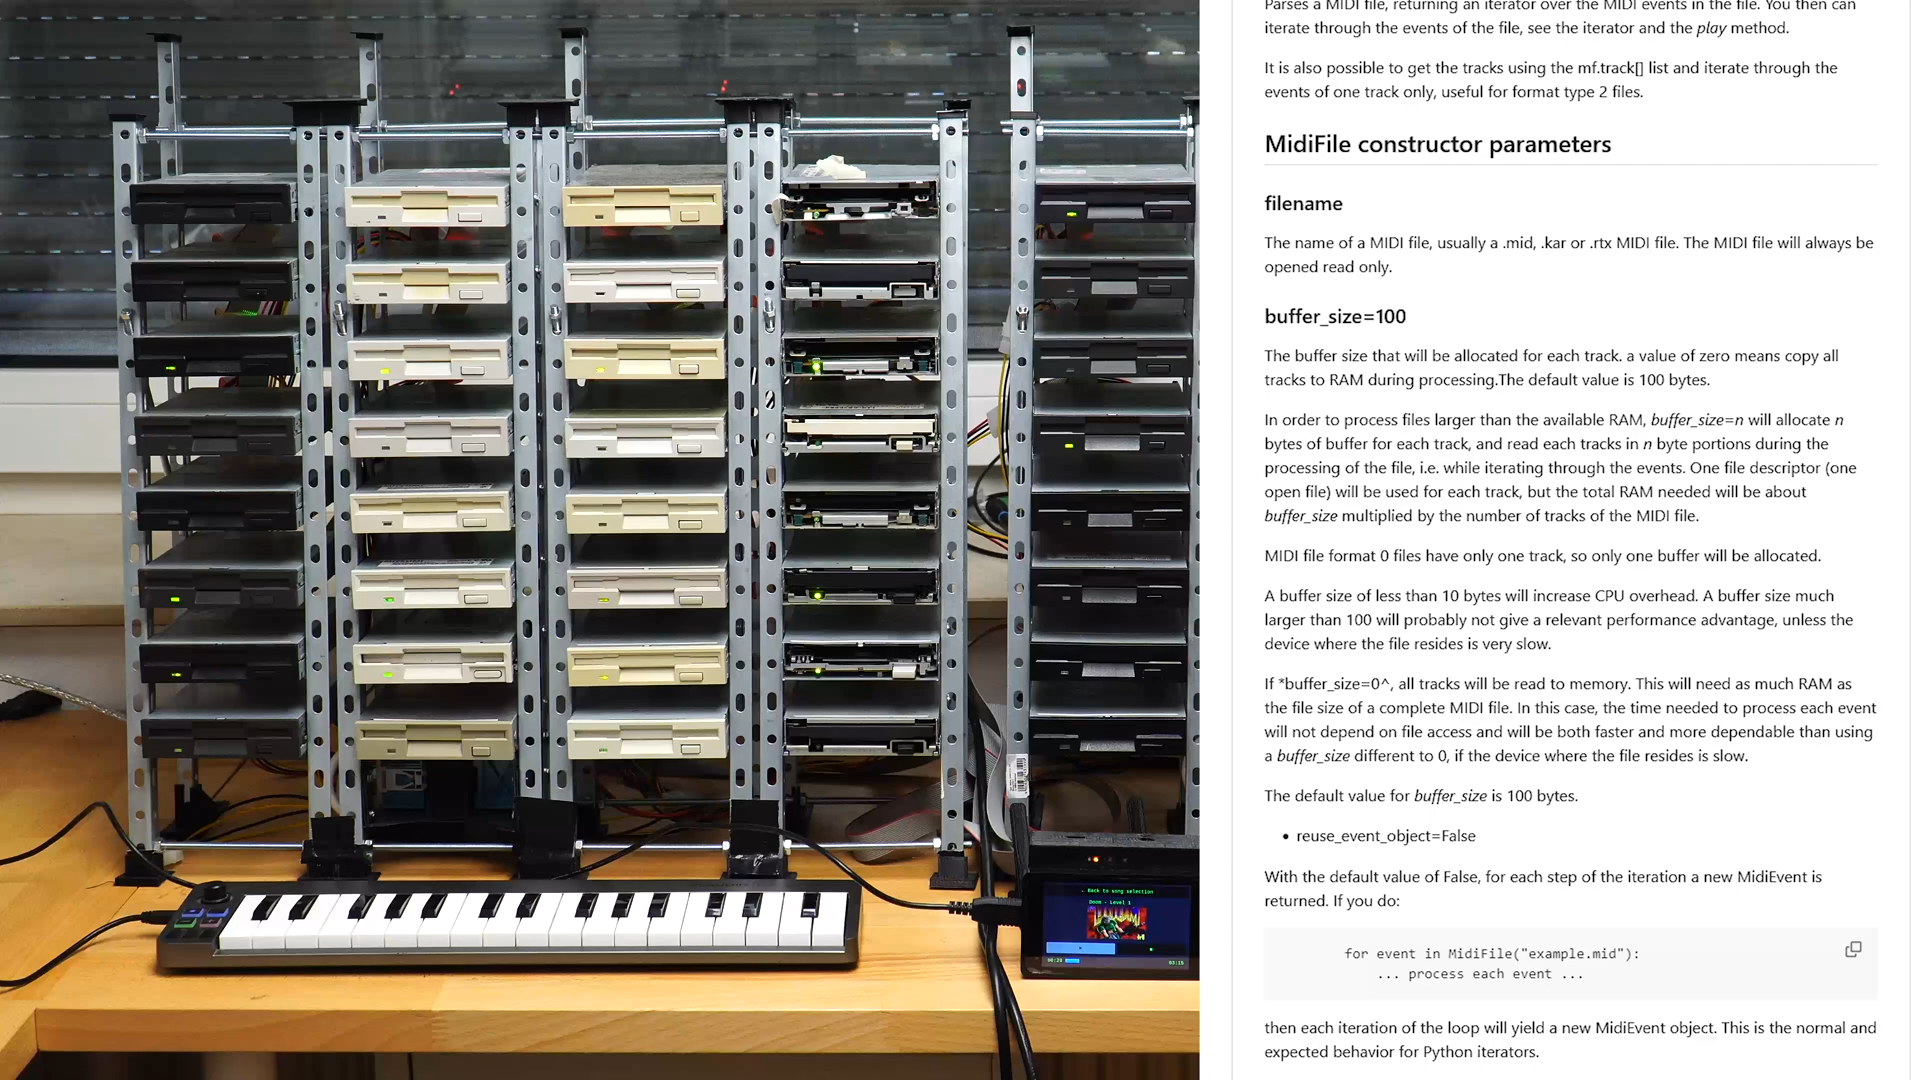 Back to song selection
Doom - Level 1
00:20
03:15
Parses a MIDI file, returning an iterator over the MIDI events in the file. You then can
iterate through the events of the file, see the iterator and the play method.
It is also possible to get the tracks using the mf.track[] list and iterate through the
events of one track only, useful for format type 2 files.
MidiFile constructor parameters
filename
The name of a MIDI file, usually a .mid, .kar or .rtx MIDI file. The MIDI file will always be
opened read only.
buffer_size=100
The buffer size that will be allocated for each track. a value of zero means copy all
tracks to RAM during processing.The default value is 100 bytes.
In order to process files larger than the available RAM, buffer_size=n will allocate n
bytes of buffer for each track, and read each tracks in n byte portions during the
processing of the file, i.e. while iterating through the events. One file descriptor (one
open file) will be used for each track, but the total RAM needed will be about
buffer_size multiplied by the number of tracks of the MIDI file.
MIDI file format 0 files have only one track, so only one buffer will be allocated.
A buffer size of less than 10 bytes will increase CPU overhead. A buffer size much
larger than 100 will probably not give a relevant performance advantage, unless the
device where the file resides is very slow.
If *buffer_size=0^, all tracks will be read to memory. This will need as much RAM as
the file size of a complete MIDI file. In this case, the time needed to process each event
will not depend on file access and will be both faster and more dependable than using
a buffer_size different to 0, if the device where the file resides is slow.
The default value for buffer_size is 100 bytes.
• reuse_event_object=False
With the default value of False, for each step of the iteration a new MidiEvent is
returned. If you do:
for event in MidiFile("example.mid"):
... process each event ...
then each iteration of the loop will yield a new MidiEvent object. This is the normal and
expected behavior for Python iterators.